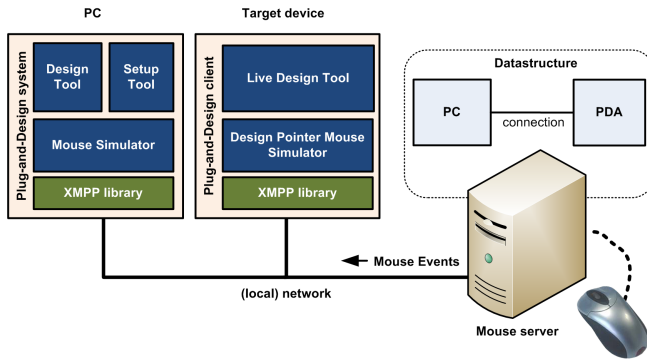 PC
Target device
Plug-and-Design system
Design
Tool
Setup
Tool
Mouse Simulator
XMPP library
Plug-and-Design client
Live Design Tool
Design Pointer Mouse
Simulator
XMPP library
Datastructure
PC
connection
PDA
Mouse Events
(local) network
Mouse server